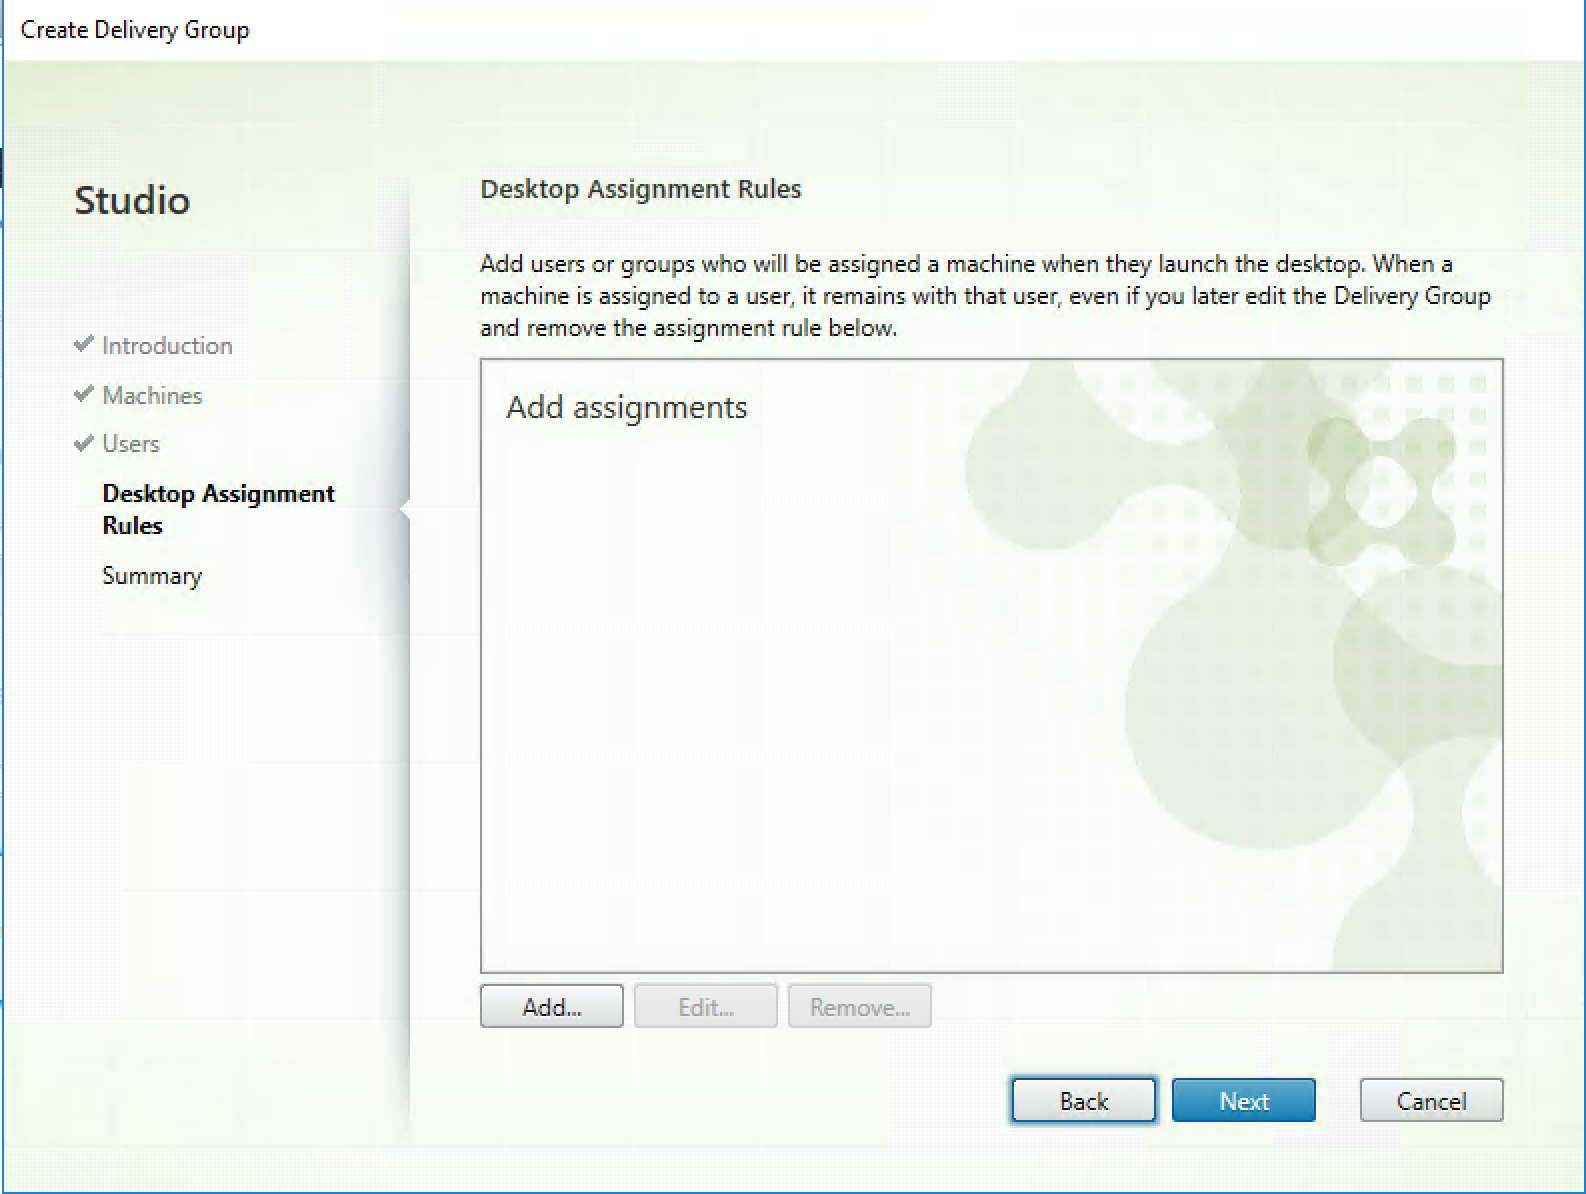 Create Delivery Group
Studio
Introduction
Machines
Users
Desktop Assignment
Rules
Summary
Desktop Assignment Rules
Add users or groups who will be assigned a machine when they launch the desktop. When a
machine is assigned to a user, it remains with that user, even if you later edit the Delivery Group
and remove the assignment rule below.
Add assignments
Add...
Edit...
Remove...
Back
Next
Cancel